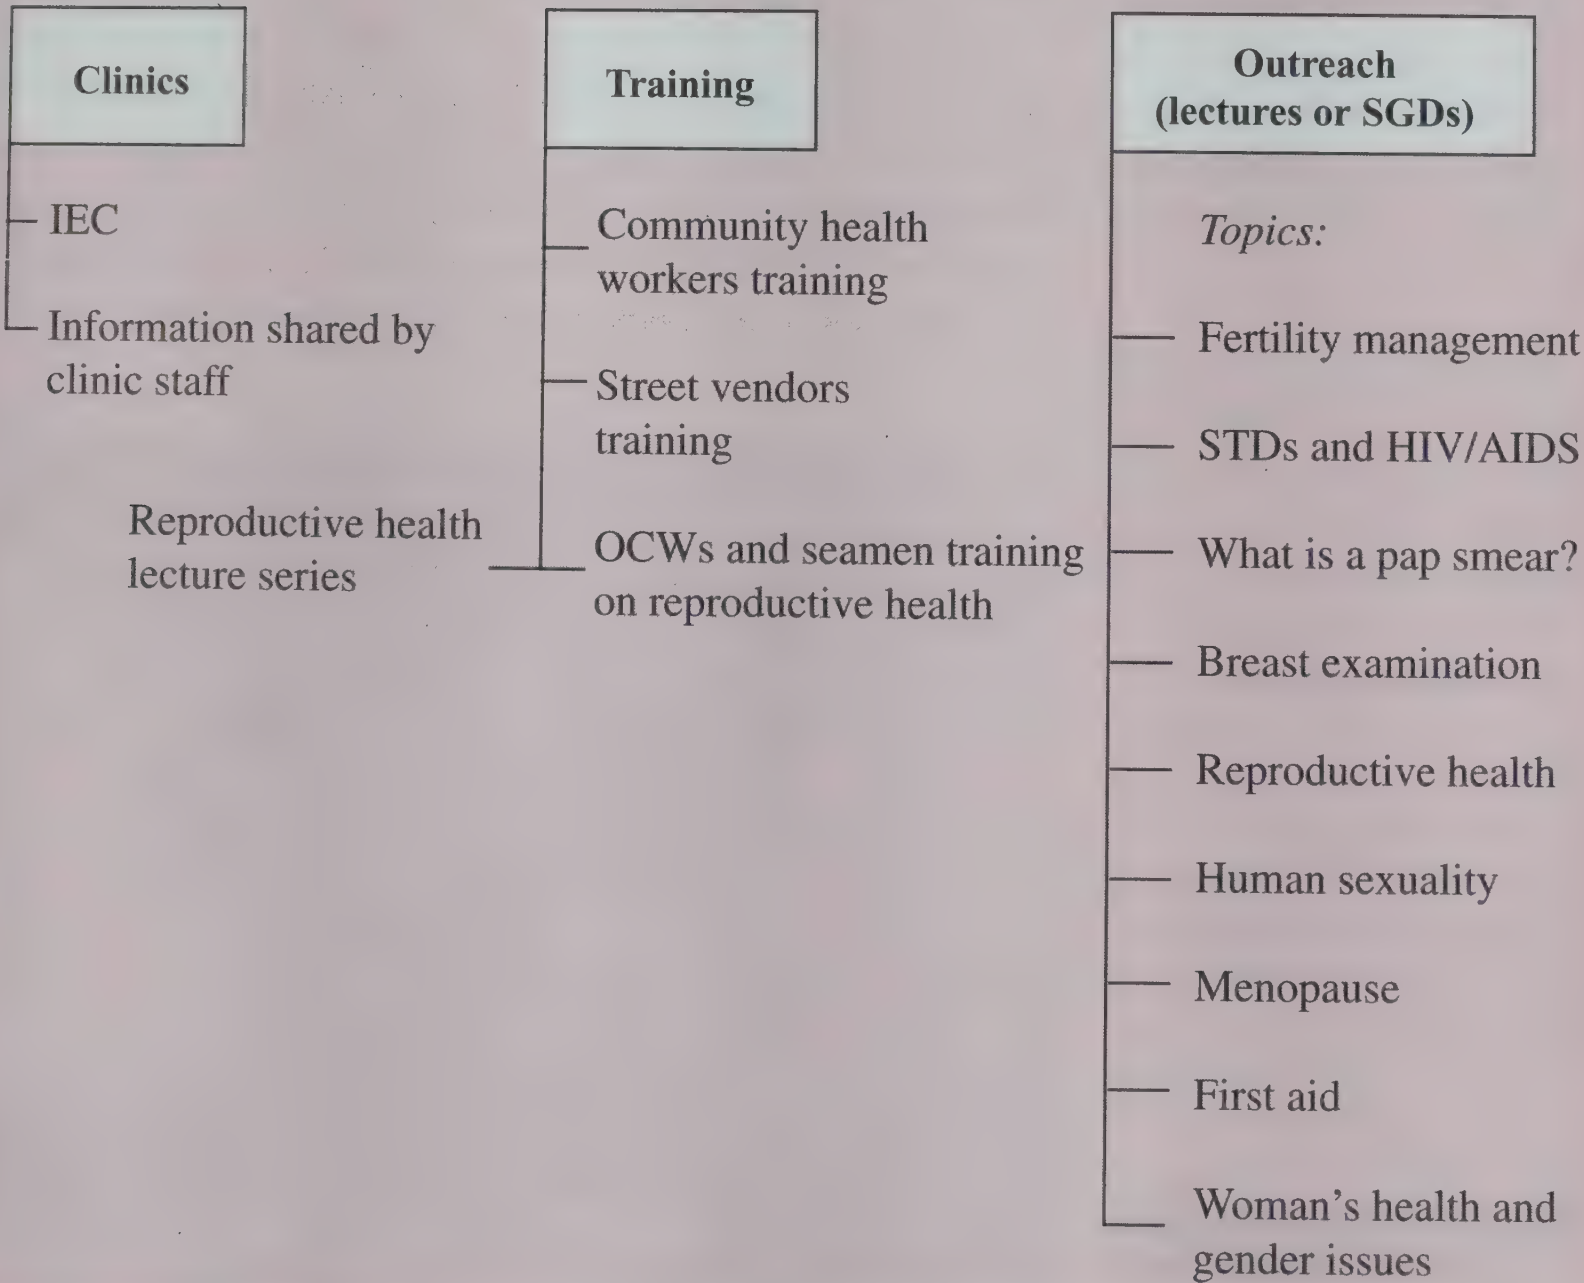 Clinics
IEC
Information shared by
clinic staff
Training
Community health
workers training
Street vendors
training
Reproductive health
lecture series
OCWs and seamen training
on reproductive health
Outreach
(lectures or SGDs)
Topics:
Fertility management
STDs and HIV/AIDS
What is a pap smear?
Breast examination
Reproductive health
Human sexuality
Menopause
First aid
Woman's health and
gender issues